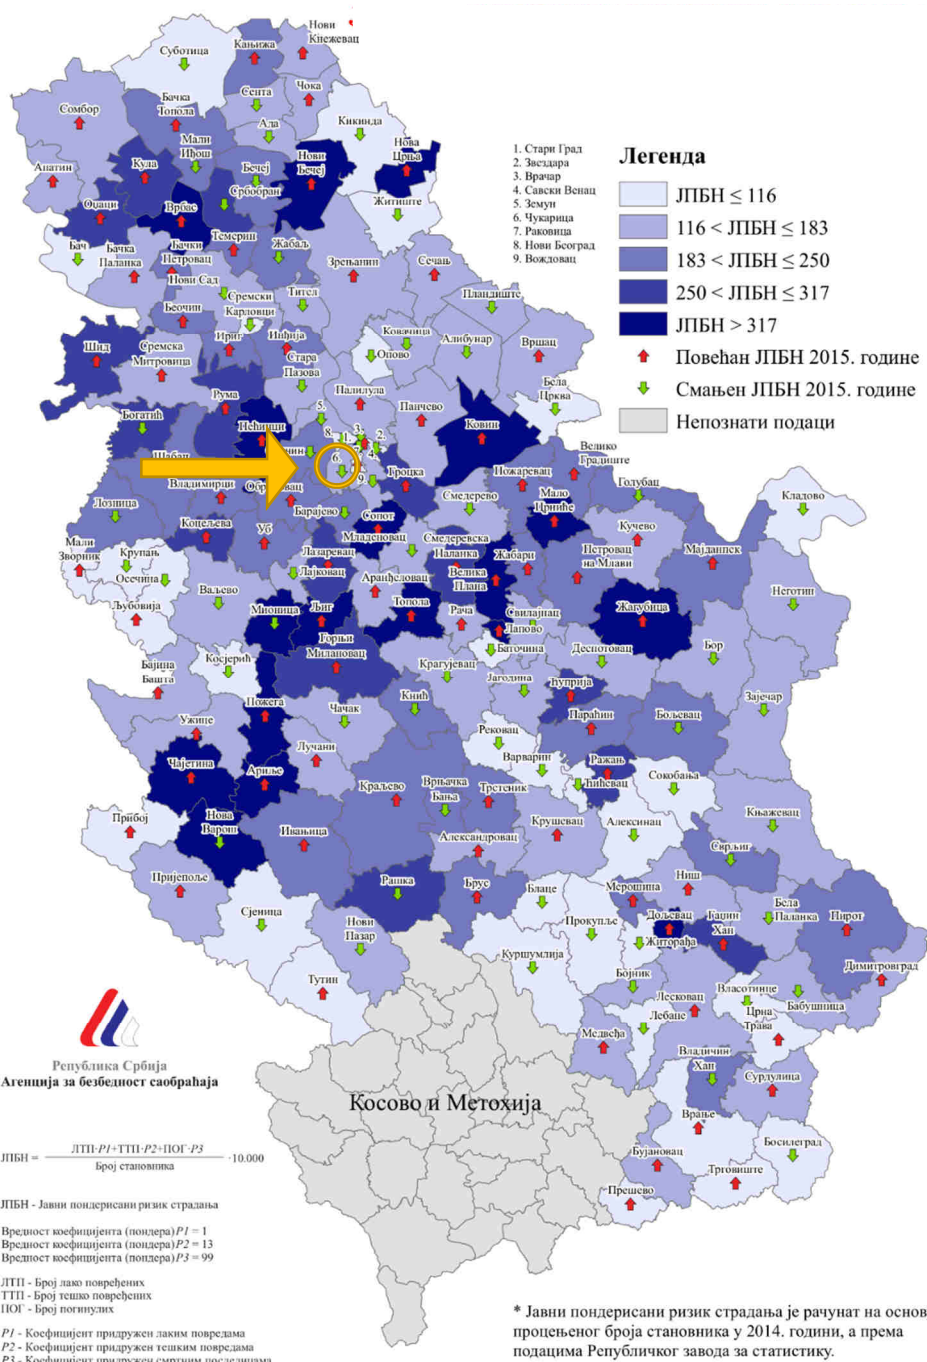 Нови
Кнежевац
Кањижа
Суботица
Сента
Чока
Бачка
Топола
Сомбор
Ада
Кикинда
Мали
Иђош
Нова
Црња
Апатин
Кула
Бечеј
Нови
Бечеј
Србобран
Житиште
Оџаци
Врбас
Бач
Бачка
Паланка
Бачки
Петровац
Темерин
Жабаљ
Зрењанин
Сечањ
Нови Сад
Беочин
Сремски
Карловци
Тител
Пландиште
Ковачица
Опово
Алибунар
Вршац
Шид
Сремска
Митровица
Ириг
Инђија
Стара
Пазова
Бела
Црква
Рума
Палилула
Панчево
Богатић
Пећинци
5.
8.
1.
3.
2.
4.
6.
9.
Ковин
Велико
Градиште
Пожаревац
Голубац
Кладово
Владимирци
Гроцка
Лозница
Барајево
Сопот
Смедерево
Мало
Црниће
Кучево
Коцељева
Уб
Младеновац
Смедеревска
Паланка
Жабари
Петровац
на Млави
Мајданпек
Мали
Зворник
Крупањ
Осечина
Лазаревац
Лајковац
Аранђеловац
Велика
Плана
Неготин
Љубовија
Ваљево
Мионица
Љиг
Топола
Рача
Свилајнац
Лапово
Жагубица
Горњи
Милановац
Баточина
Деспотовац
Бор
Бајина
Башта
Косјерић
Крагујевац
Јагодина
Ћуприја
Зајечар
Пожега
Чачак
Кнић
Параћин
Бољевац
Ужице
Рековац
Варварин
Ражањ
Ћићевац
Сокобања
Чајетина
Ариље
Лучани
Краљево
Врњачка
Бања
Трстеник
Књажевац
Прибој
Нова
Варош
Ивањица
Александровац
Крушевац
Алексинац
Сврљиг
Пријепоље
Рашка
Брус
Блаце
Мерошина
Ниш
Бела
Паланка
Пирот
Сјеница
Нови
Пазар
Прокупље
Дољевац
Гаџин
Хан
Житорађа
Куршумлија
Димитровград
Тутин
Бојник
Власотинце
Бабушница
Лесковац
Лебане
Црна
Трава
Медвеђа
Владичин
Хан
Сурдулица
Врање
Босилеград
Бујановац
Трговиште
Прешево
Косово и Метохија
1. Стари Град
2. Звездара
3. Врачар
4. Савски Венац
5. Земун
6. Чукарица
7. Раковица
8. Нови Београд
9. Вождовац
Легенда
ЈПБН ≤ 116
116 < ЈПБН ≤ 183
183 < ЈПБН ≤ 250
250 < ЈПБН ≤ 317
ЈПБН > 317
Повећан ЈПБН 2015. године
Смањен ЈПБН 2015. године
Непознати подаци
Република Србија
Агенција за безбедност саобраћаја
ЈПБН = ЛТП·P1+ТТП·P2+ПОГ·P3
Број становника ·10.000
ЈПБН - Јавни пондерисани ризик страдања
Вредност коефицијента (пондера) P1 = 1
Вредност коефицијента (пондера) P2 = 13
Вредност коефицијента (пондера) P3 = 99
ЛТП - Број лако повређених
ТТП - Број тешко повређених
ПОГ - Број погинулих
P1 - Коефицијент придружен лаким повредама
P2 - Коефицијент придружен тешким повредама
P3 - Коефицијент придружен смртним последицама
* Јавни пондерисани ризик страдања је рачунат на основ
процењеног броја становника у 2014. години, а према
подацима Републичког завода за статистику.